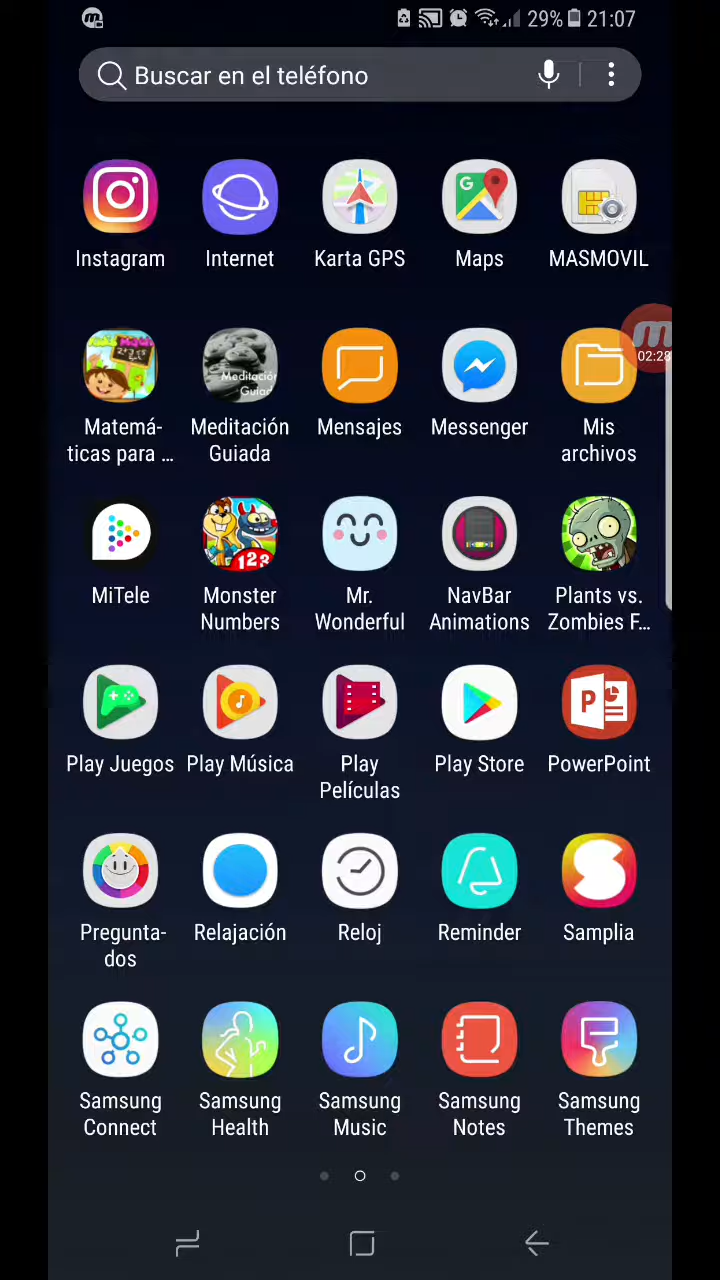 29% 21:07
Buscar en el teléfono
Instagram Internet Karta GPS Maps MASMOVIL
02:28
Meditación
Guiad
Matemá- Meditación Mensajes Messenger Mis
ticas para ... Guiada archivos
123
MiTele Monster Mr. NavBar Plants vs.
Numbers Wonderful Animations Zombies F...
P
Play Juegos Play Música Play Play Store PowerPoint
Películas
Pregunta- Relajación Reloj Reminder Samplia
dos
Samsung Samsung Samsung Samsung Samsung
Connect Health Music Notes Themes